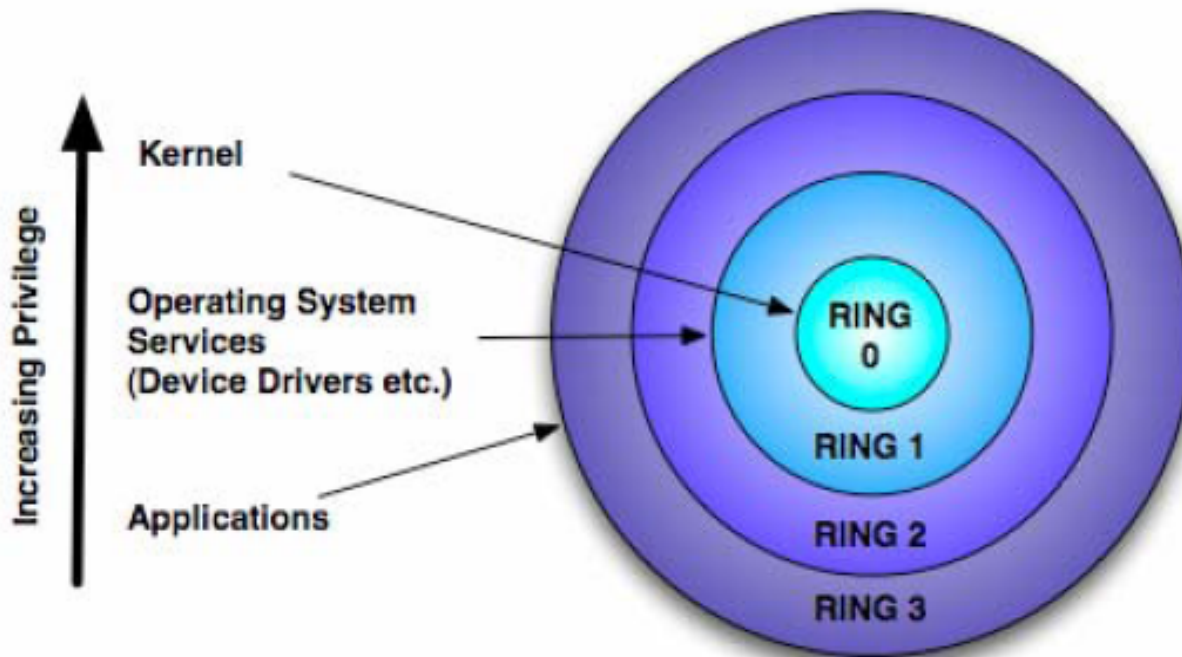 Increasing Privilege
Kernel
Operating System
Services
(Device Drivers etc.)
Applications
RING
0
RING 1
RING 2
RING 3